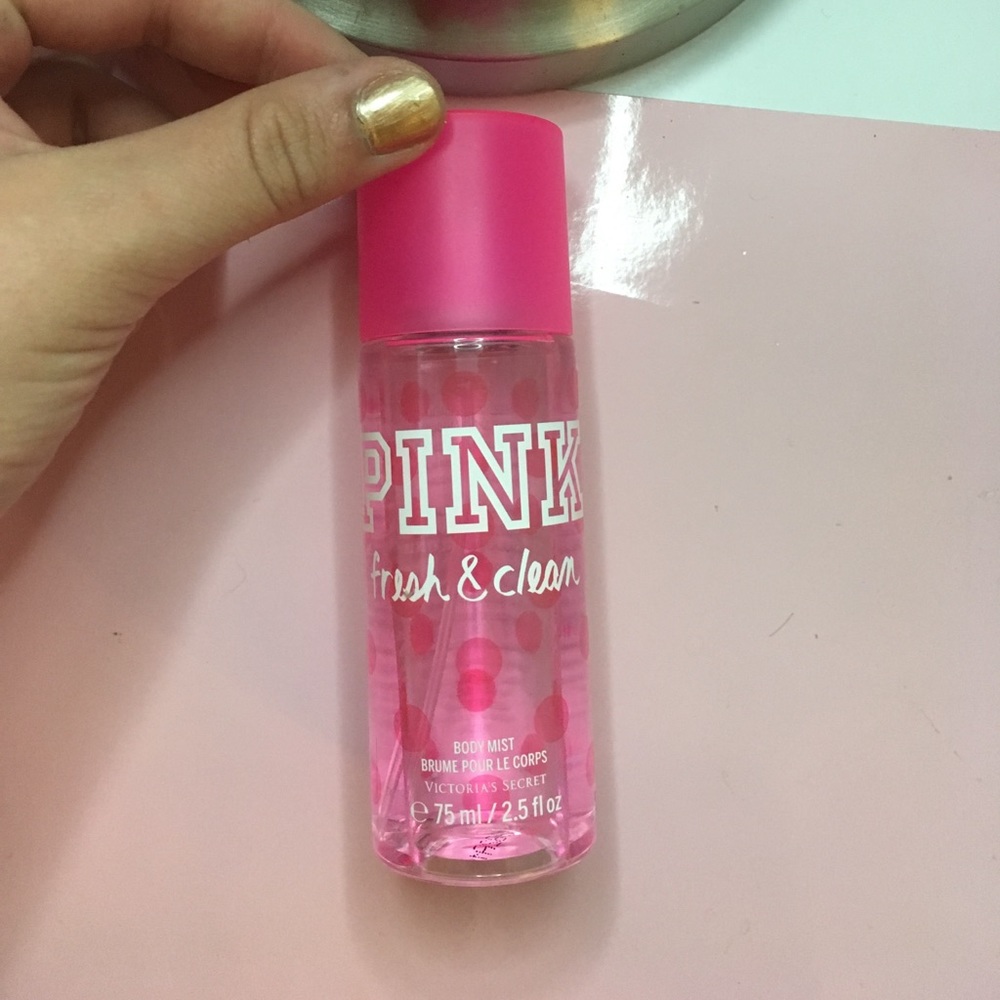 PINK
fresh & clean
BODY MIST
BRUME POUR LE CORPS
VICTORIA'S SECRET
℮ 75 ml / 2.5 fl oz